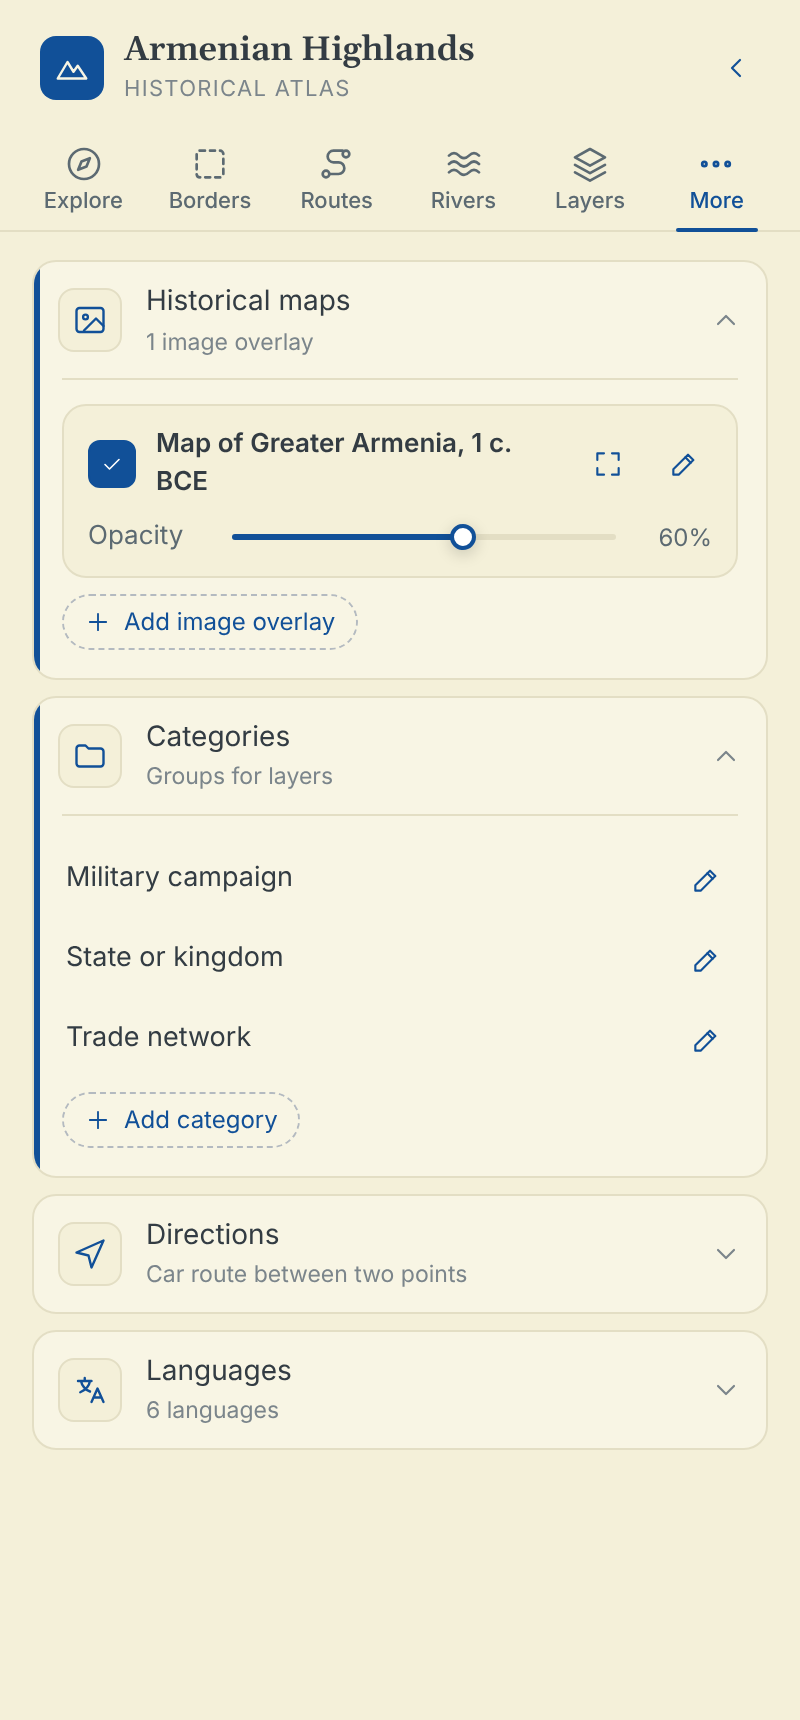 Armenian Highlands
HISTORICAL ATLAS
Explore
Borders
Routes
Rivers
Layers
More
Historical maps
1 image overlay
Map of Greater Armenia, 1 c.
BCE
Opacity
60%
Add image overlay
Categories
Groups for layers
Military campaign
State or kingdom
Trade network
Add category
Directions
Car route between two points
Languages
6 languages